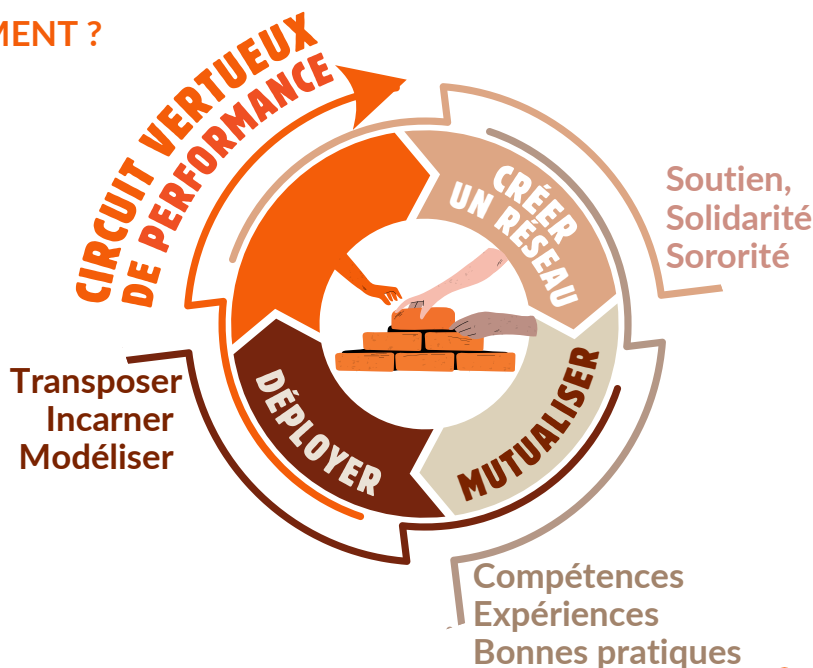 MENT ?
CIRCUIT VERTUEUX
DE PERFORMANCE
CRÉER
UN RÉSEAU
Soutien,
Solidarité
Sororité
MUTUALISER
Compétences
Expériences
Bonnes pratiques
DÉPLOYER
Transposer
Incarner
Modéliser